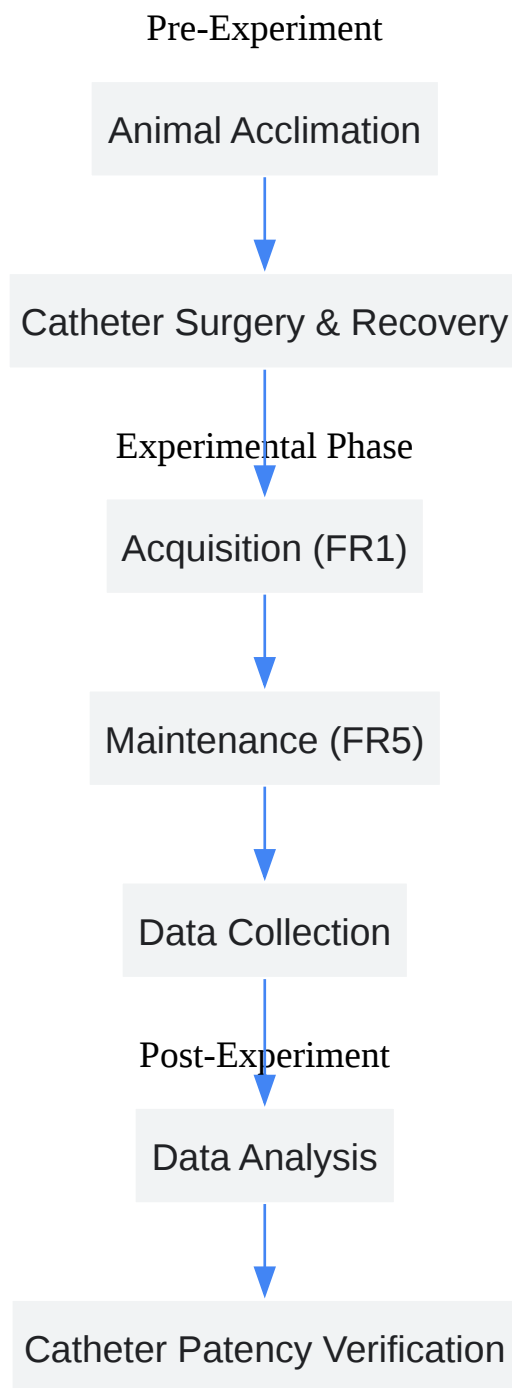 Pre-Experiment
Animal Acclimation
Catheter Surgery & Recovery
Experimental Phase
Acquisition (FR1)
Maintenance (FR5)
Data Collection
Post-Experiment
Data Analysis
Catheter Patency Verification